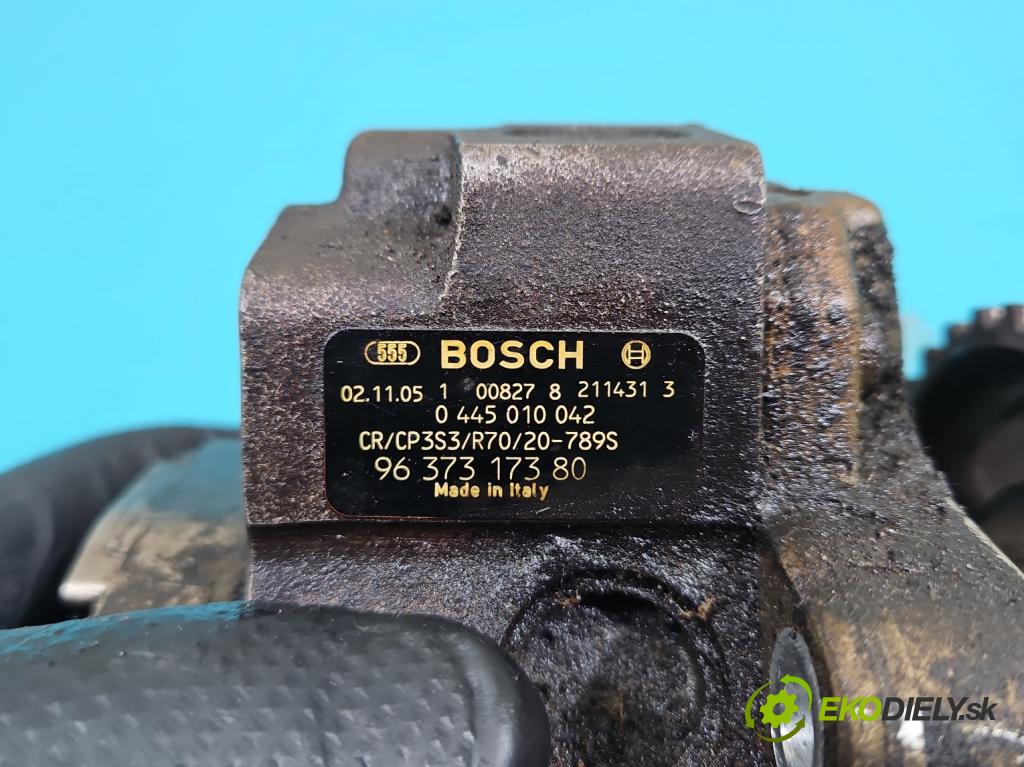 555 BOSCH
02.11.05 1 00827 8 211431 3
0 445 010 042
CR/CP3S3/R70/20-789S
96 373 173 80
Made in Italy
EKODIELY.sk